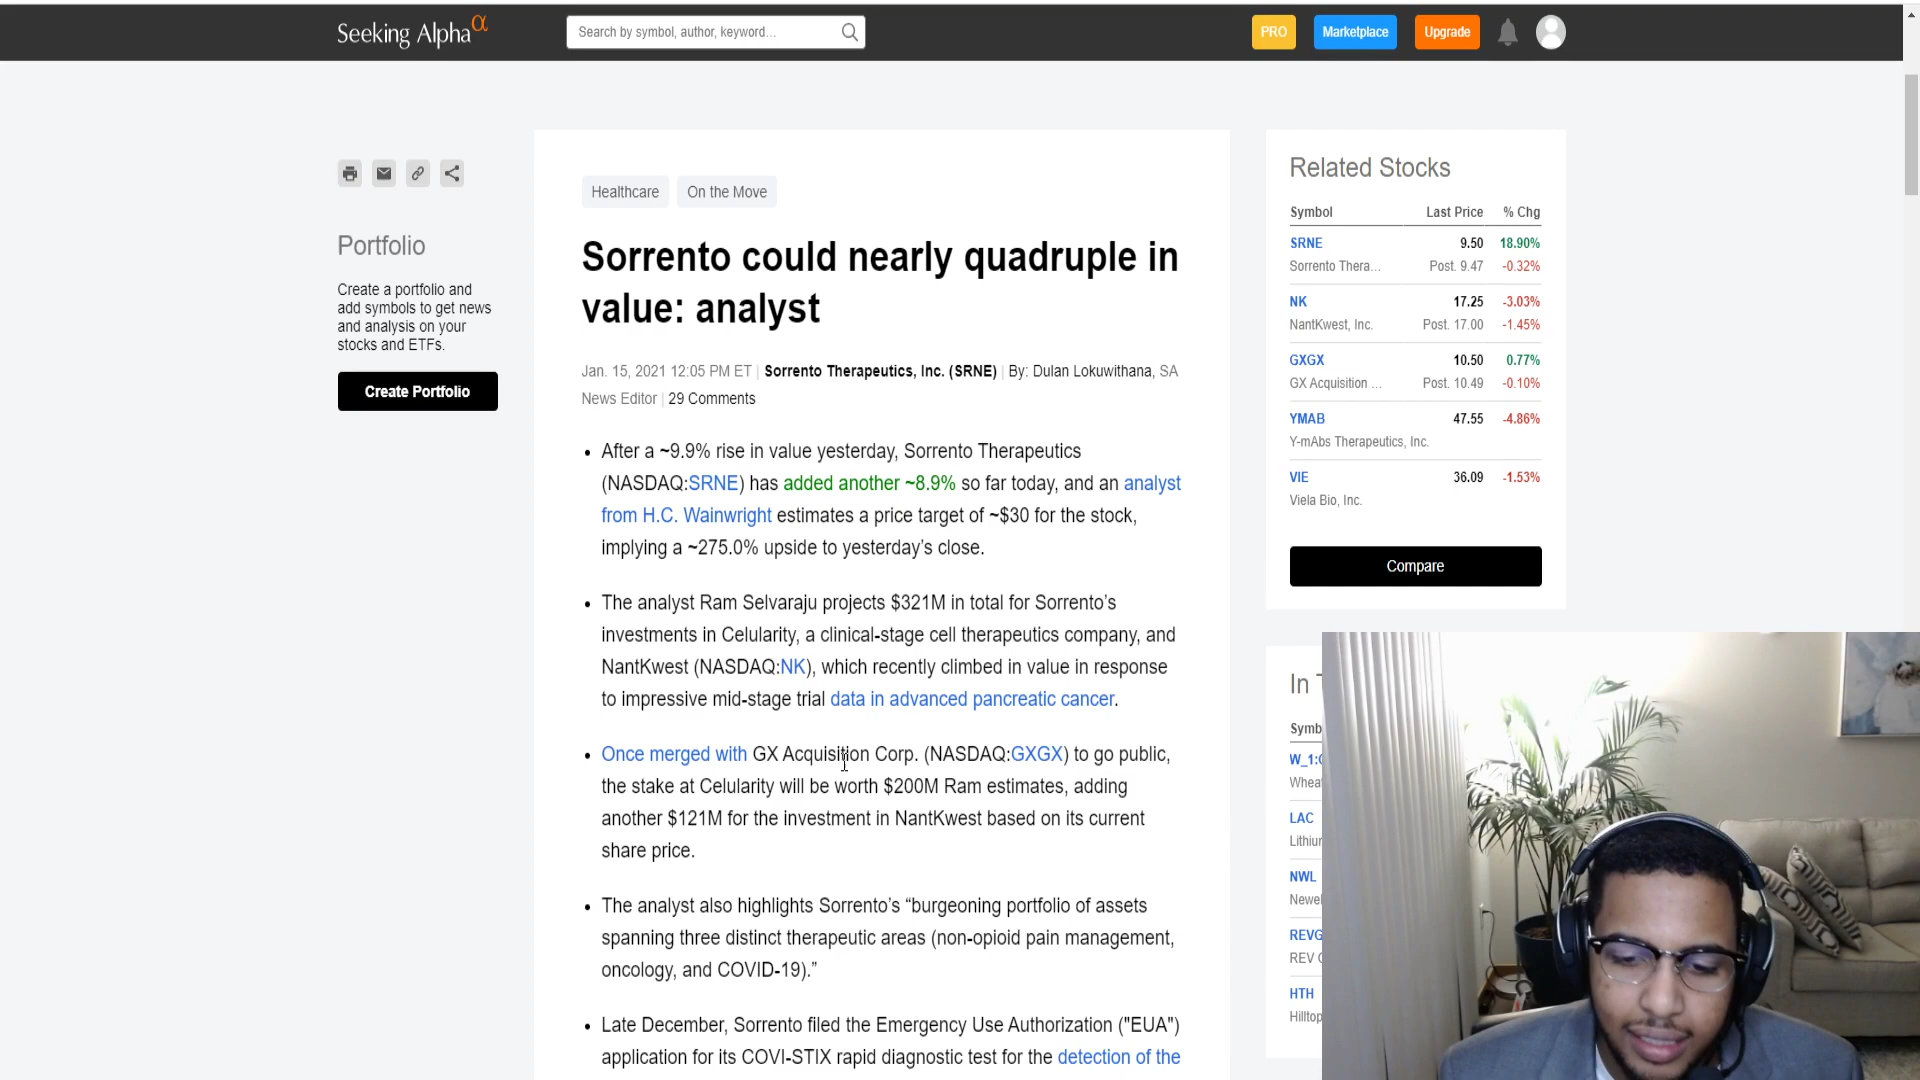 Seeking Alpha α
Search by symbol, author, keyword...
PRO
Marketplace
Upgrade
Portfolio
Create a portfolio and
add symbols to get news
and analysis on your
stocks and ETFs.
Create Portfolio
Healthcare
On the Move
Sorrento could nearly quadruple in
value: analyst
Jan. 15, 2021 12:05 PM ET | Sorrento Therapeutics, Inc. (SRNE) | By: Dulan Lokuwithana, SA
News Editor | 29 Comments
• After a ~9.9% rise in value yesterday, Sorrento Therapeutics
(NASDAQ:SRNE) has added another ~8.9% so far today, and an analyst
from H.C. Wainwright estimates a price target of ~$30 for the stock,
implying a ~275.0% upside to yesterday's close.
• The analyst Ram Selvaraju projects $321M in total for Sorrento's
investments in Celularity, a clinical-stage cell therapeutics company, and
NantKwest (NASDAQ:NK), which recently climbed in value in response
to impressive mid-stage trial data in advanced pancreatic cancer.
• Once merged with GX Acquisition Corp. (NASDAQ:GXGX) to go public,
the stake at Celularity will be worth $200M Ram estimates, adding
another $121M for the investment in NantKwest based on its current
share price.
• The analyst also highlights Sorrento's “burgeoning portfolio of assets
spanning three distinct therapeutic areas (non-opioid pain management,
oncology, and COVID-19).”
• Late December, Sorrento filed the Emergency Use Authorization ("EUA")
application for its COVI-STIX rapid diagnostic test for the detection of the
Related Stocks
Symbol Last Price % Chg
SRNE 9.50 18.90%
Sorrento Thera... Post. 9.47 -0.32%
NK 17.25 -3.03%
NantKwest, Inc. Post. 17.00 -1.45%
GXGX 10.50 0.77%
GX Acquisition ... Post. 10.49 -0.10%
YMAB 47.55 -4.86%
Y-mAbs Therapeutics, Inc.
VIE 36.09 -1.53%
Viela Bio, Inc.
Compare
In
Symb
W_1:
Whea
LAC
Lithiu
NWL
Newe
REVG
REV
HTH
Hilltop